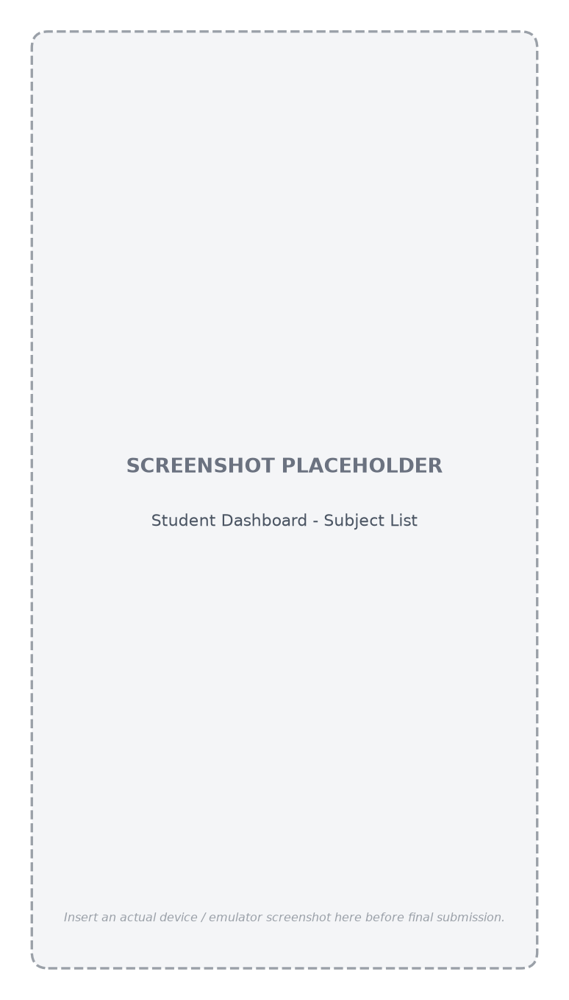 SCREENSHOT PLACEHOLDER
Student Dashboard - Subject List
Insert an actual device / emulator screenshot here before final submission.